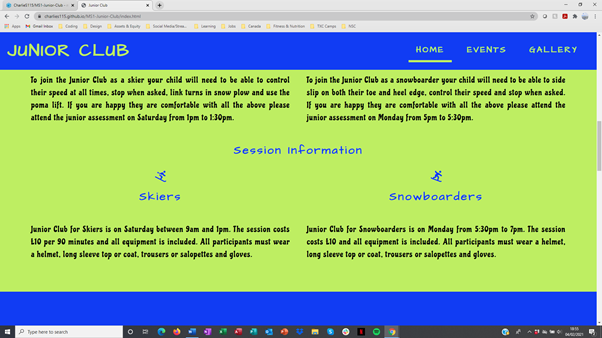 Charlie8115/MS1-Junior-Club
Junior Club
charlie8115.github.io/MS1-Junior-Club/index.html
Apps Gmail Inbox Coding Design Assets & Equity Social Media/Strea... Learning Jobs Canada Fitness & Nutrition TXC Canvas
JUNIOR CLUB HOME EVENTS GALLERY
To join the Junior Club as a skier your child will need to be able to control
their speed at all times, stop when asked, link turns in snow plow and use the
poma lift. If you are happy they are comfortable with all the above please
attend the junior assessment on Saturday from 1pm to 1:30pm.
To join the Junior Club as a snowboarder your child will need to be able to side
slip on both their toe and heel edge, control their speed and stop when asked.
If you are happy they are comfortable with all the above please attend the
junior assessment on Monday from 5pm to 5:30pm.
Session Information
Skiers
Junior Club for Skiers is on Saturday between 9am and 1pm. The session costs
£10 per 90 minutes and all equipment is included. All participants must wear
a helmet, long sleeve top or coat, trousers or salopettes and gloves.
Snowboarders
Junior Club for Snowboarders is on Monday from 5:30pm to 7pm. The session
costs £10 and all equipment is included. All participants must wear a helmet,
long sleeve top or coat, trousers or salopettes and gloves.
Type here to search
04/02/2021